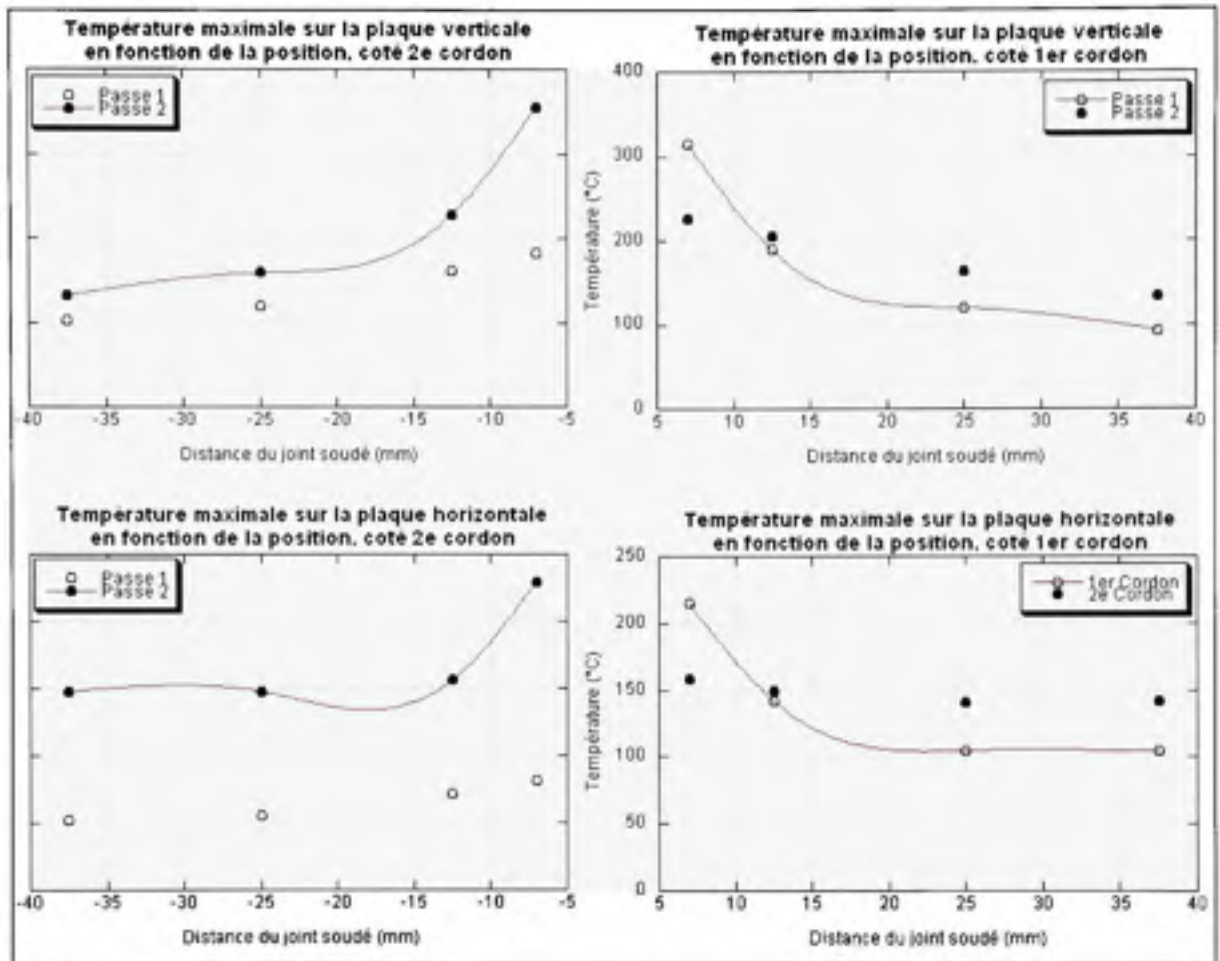 Température maximale sur la plaque verticale
en fonction de la position, coté 2e cordon
Passe 1
Passe 2
-40 -35 -30 -25 -20 -15 -10 -5
Distance du joint soudé (mm)
Température maximale sur la plaque verticale
en fonction de la position, coté 1er cordon
Passe 1
Passe 2
400
300
200
100
0
Température (°C)
5 10 15 20 25 30 35 40
Distance du joint soudé (mm)
Température maximale sur la plaque horizontale
en fonction de la position, coté 2e cordon
Passe 1
Passe 2
-40 -35 -30 -25 -20 -15 -10 -5
Distance du joint soudé (mm)
Température maximale sur la plaque horizontale
en fonction de la position, coté 1er cordon
1er Cordon
2e Cordon
250
200
150
100
50
0
Température (°C)
5 10 15 20 25 30 35 40
Distance du joint soudé (mm)